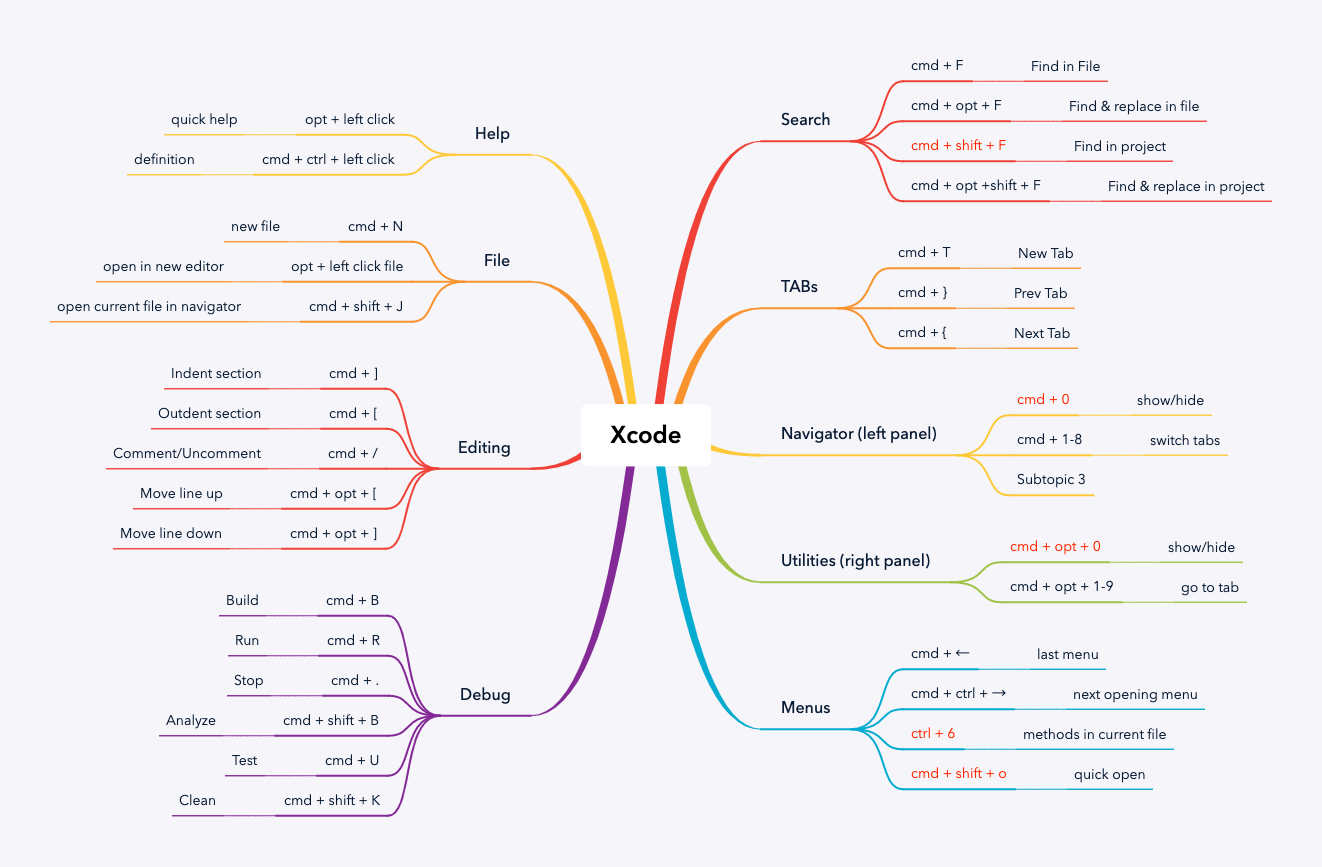 Xcode
Help
opt + left click
quick help
cmd + ctrl + left click
definition
File
cmd + N
new file
opt + left click file
open in new editor
cmd + shift + J
open current file in navigator
Editing
cmd + ]
Indent section
cmd + [
Outdent section
cmd + /
Comment/Uncomment
cmd + opt + [
Move line up
cmd + opt + ]
Move line down
Debug
cmd + B
Build
cmd + R
Run
cmd + .
Stop
cmd + shift + B
Analyze
cmd + U
Test
cmd + shift + K
Clean
Search
cmd + F
Find in File
cmd + opt + F
Find & replace in file
cmd + shift + F
Find in project
cmd + opt +shift + F
Find & replace in project
TABs
cmd + T
New Tab
cmd + }
Prev Tab
cmd + {
Next Tab
Navigator (left panel)
cmd + 0
show/hide
cmd + 1-8
switch tabs
Subtopic 3
Utilities (right panel)
cmd + opt + 0
show/hide
cmd + opt + 1-9
go to tab
Menus
cmd + ←
last menu
cmd + ctrl + →
next opening menu
ctrl + 6
methods in current file
cmd + shift + o
quick open